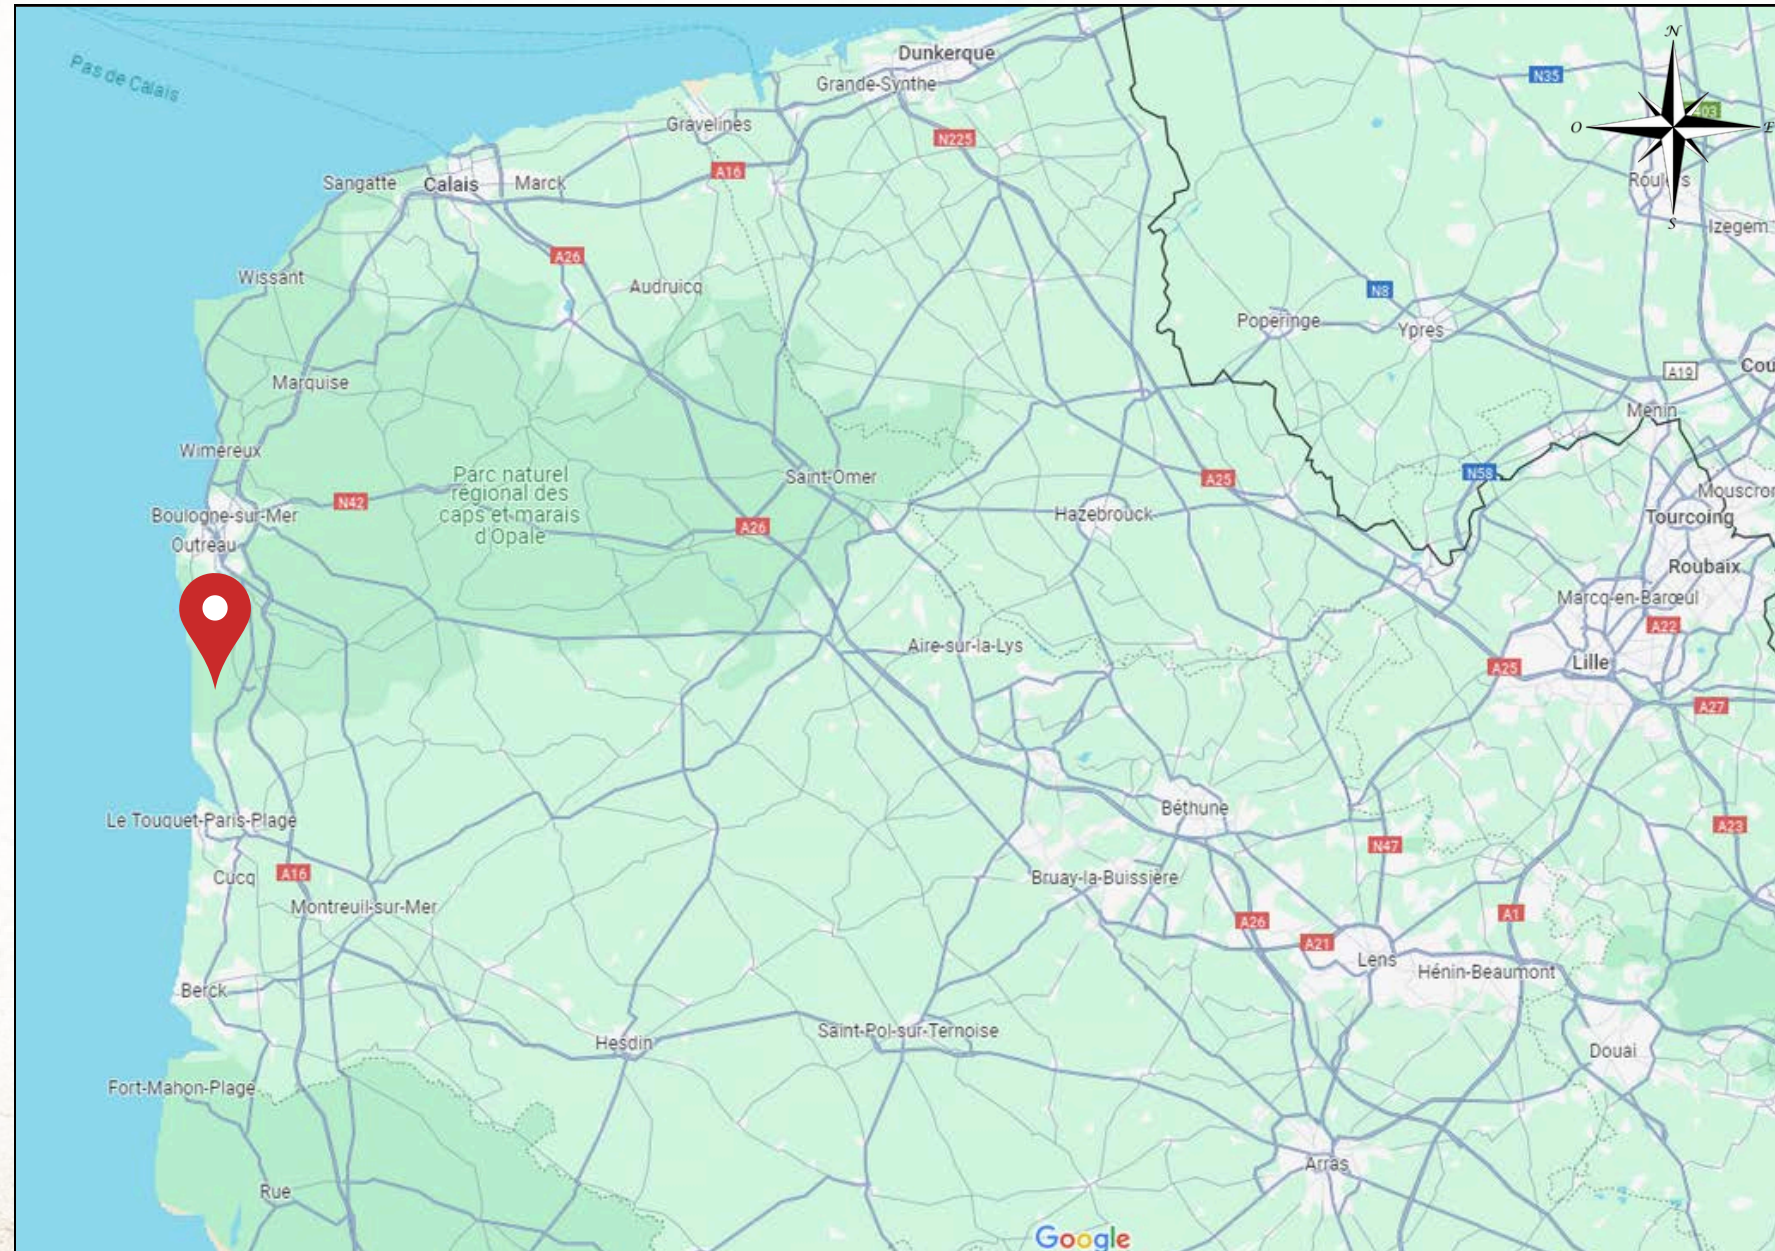 Dunkerque
N
Pas de Calais
N35
Grande-Synthe
Gravelines
N225
O
E
A16
Sangatte
Calais
Marck
S
Izegem
A26
Wissant
Audruicq
N8
Poperinge
Ypres
Marquise
A19
Cou
Menin
Wimereux
Parc naturel
régional des
caps et marais
d'Opale
Saint-Omer
A25
N58
Mouscron
N42
Boulogne-sur-Mer
A26
Hazebrouck
Tourcoing
Outreau
Roubaix
Marcq-en-Barœul
A22
Aire-sur-la-Lys
A25
Lille
A27
Béthune
Le Touquet-Paris-Plage
A23
N47
A16
Cucq
Bruay-la-Buissière
Montreuil-sur-Mer
A26
A1
A21
Lens
Hénin-Beaumont
Berck
Saint-Pol-sur-Ternoise
Hesdin
Douai
Fort-Mahon-Plage
Arras
Rue
Google